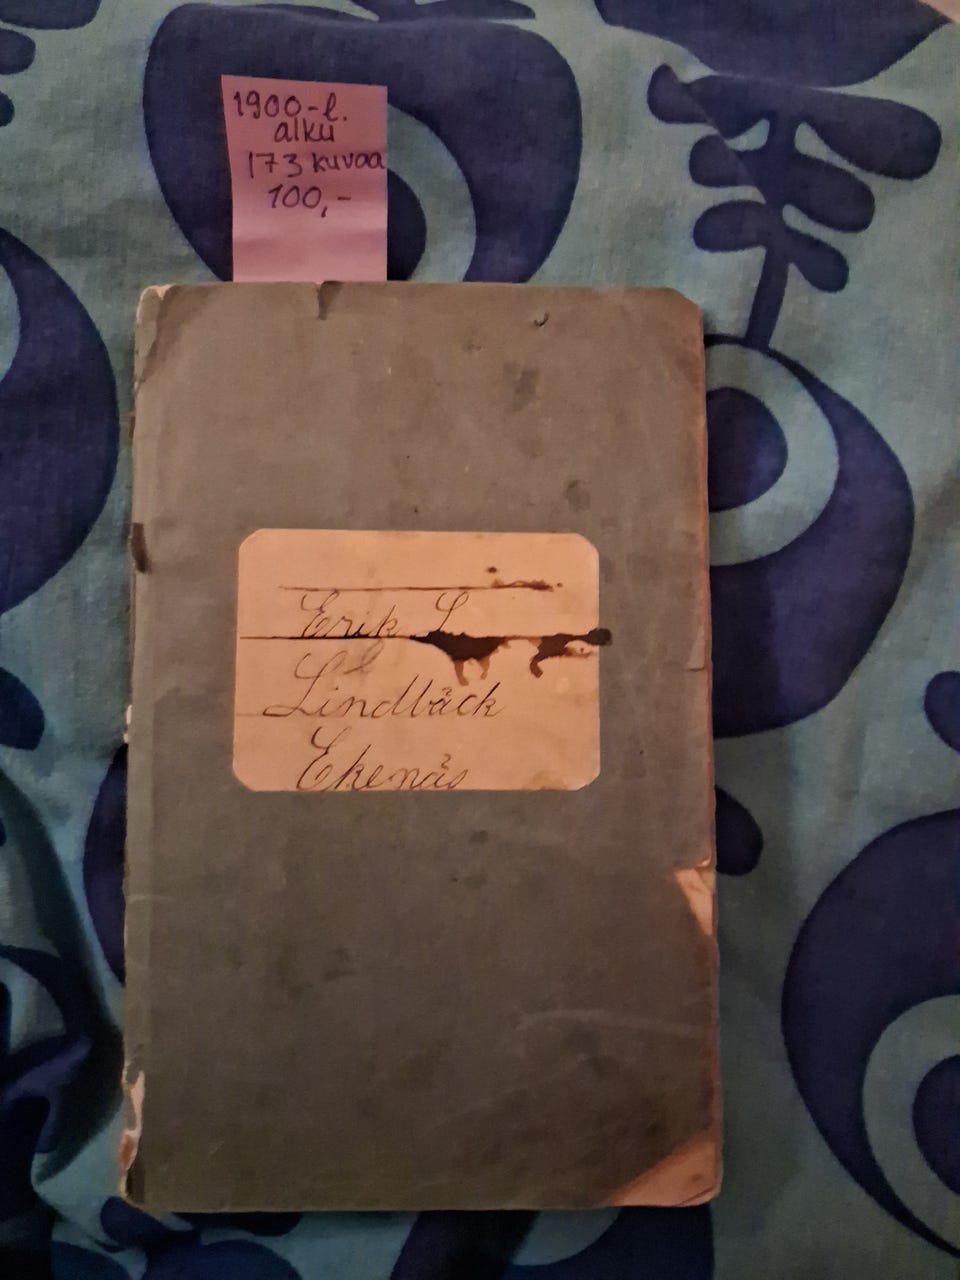 1900-l.
alku
173 kuvaa
100,-
Erik L
Lindbäck
Ekenäs